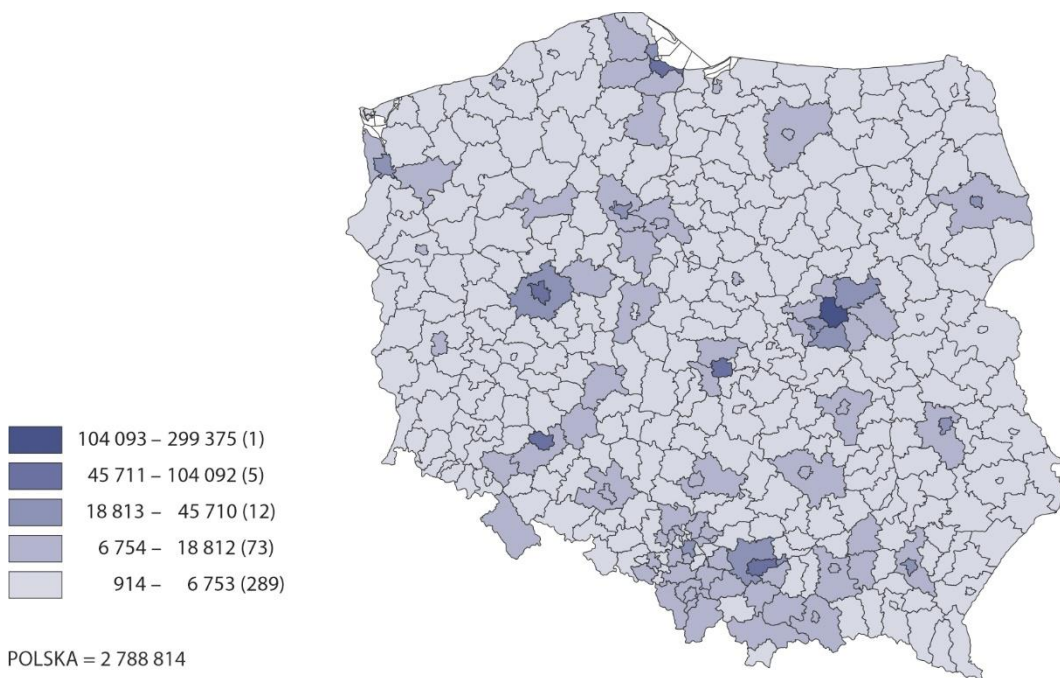 104 093 – 299 375 (1)
45 711 – 104 092 (5)
18 813 – 45 710 (12)
6 754 – 18 812 (73)
914 – 6 753 (289)
POLSKA = 2 788 814